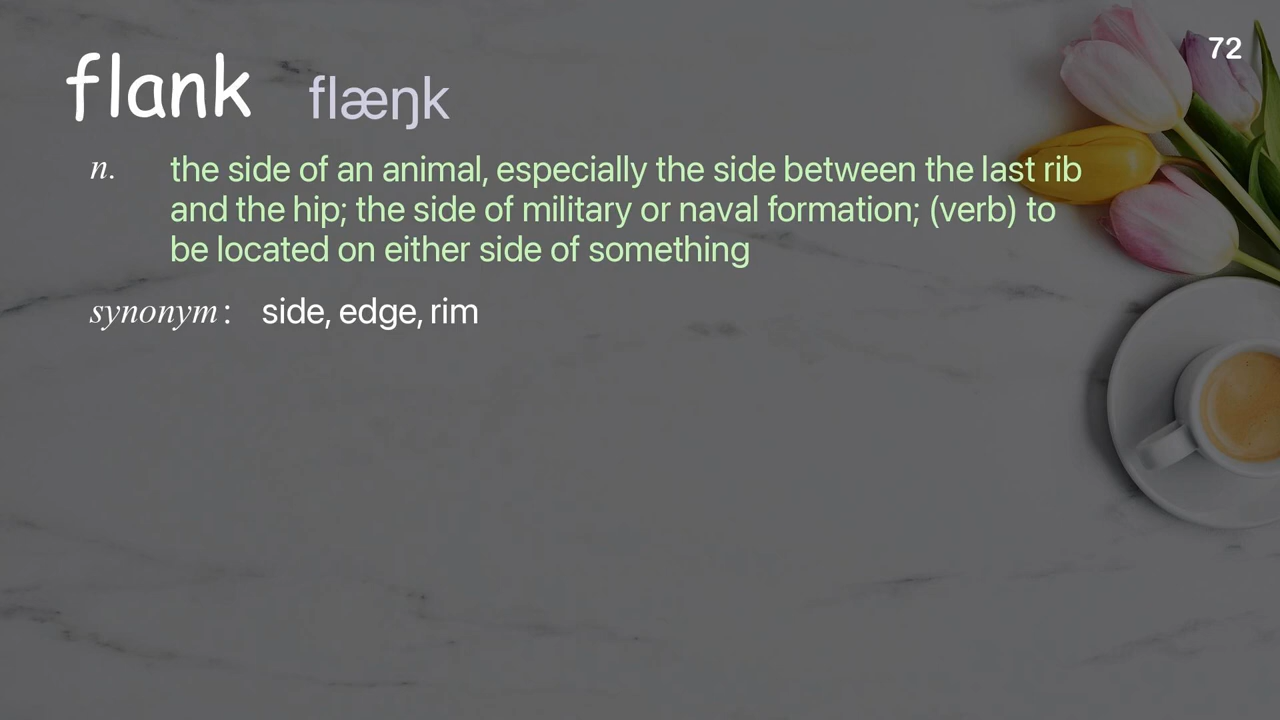 72
flank flæŋk
n. the side of an animal, especially the side between the last rib
and the hip; the side of military or naval formation; (verb) to
be located on either side of something
synonym: side, edge, rim